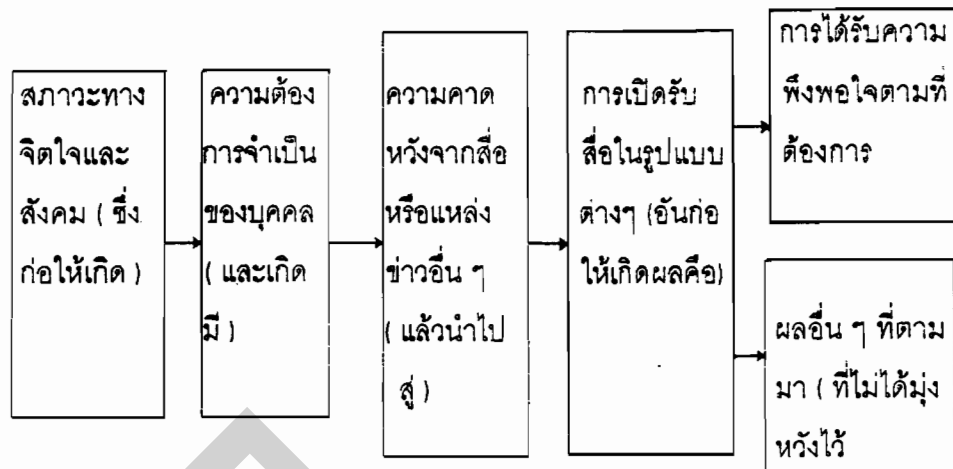 สภาวะทาง
จิตใจและ
สังคม ( ซึ่ง
ก่อให้เกิด )
ความต้อง
การจำเป็น
ของบุคคล
( และเกิด
มี )
ความคาด
หวังจากสื่อ
หรือแหล่ง
ข่าวอื่น ๆ
( แล้วนำไป
สู่ )
การเปิดรับ
สื่อในรูปแบบ
ต่างๆ (อันก่อ
ให้เกิดผลคือ)
การได้รับความ
พึงพอใจตามที่
ต้องการ
ผลอื่น ๆ ที่ตาม
มา ( ที่ไม่ได้มุ่ง
หวังไว้